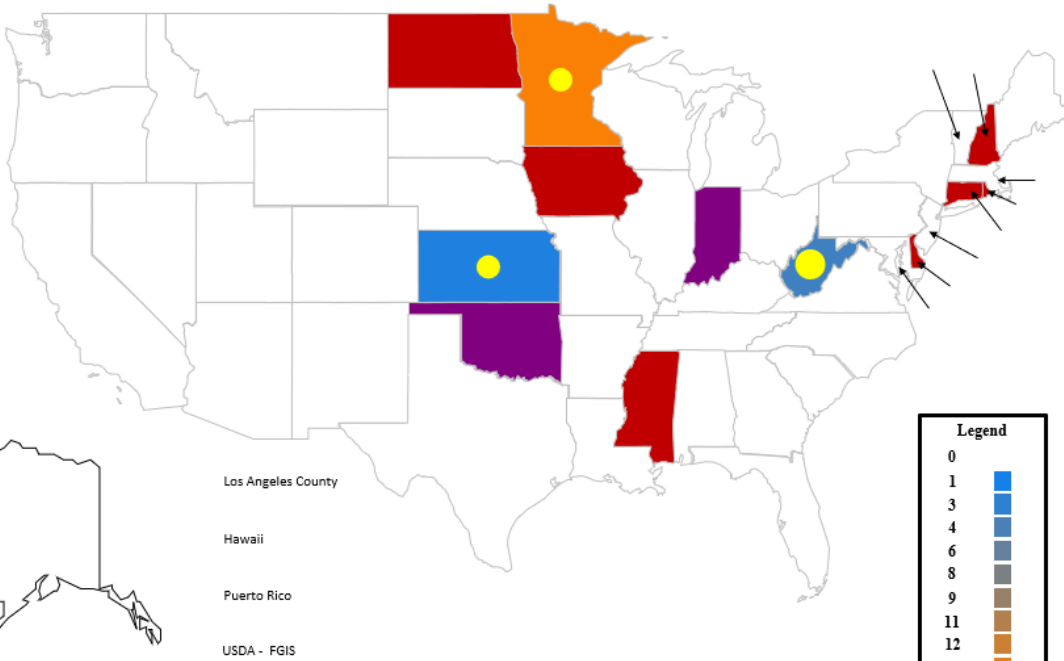 Los Angeles County
Hawaii
Puerto Rico
USDA - FGIS
Legend
0
1
3
4
6
8
9
11
12